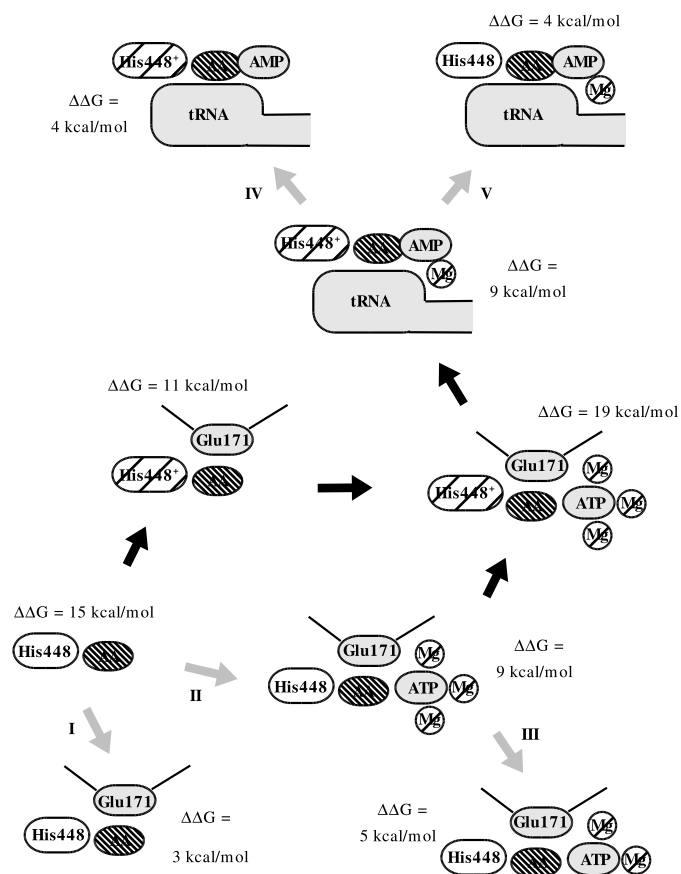 ΔΔG = 4 kcal/mol
His448⁺
AMP
His448
AMP
Mg
ΔΔG =
4 kcal/mol
tRNA
tRNA
IV
V
His448⁺
AMP
Mg
ΔΔG =
9 kcal/mol
tRNA
ΔΔG = 11 kcal/mol
ΔΔG = 19 kcal/mol
Glu171
His448⁺
Glu171
Mg
His448⁺
ATP
Mg
Mg
ΔΔG = 15 kcal/mol
His448
Glu171
Mg
ΔΔG =
9 kcal/mol
His448
ATP
Mg
Mg
II
I
III
Glu171
His448
ΔΔG =
3 kcal/mol
ΔΔG =
5 kcal/mol
Glu171
Mg
His448
ATP
Mg